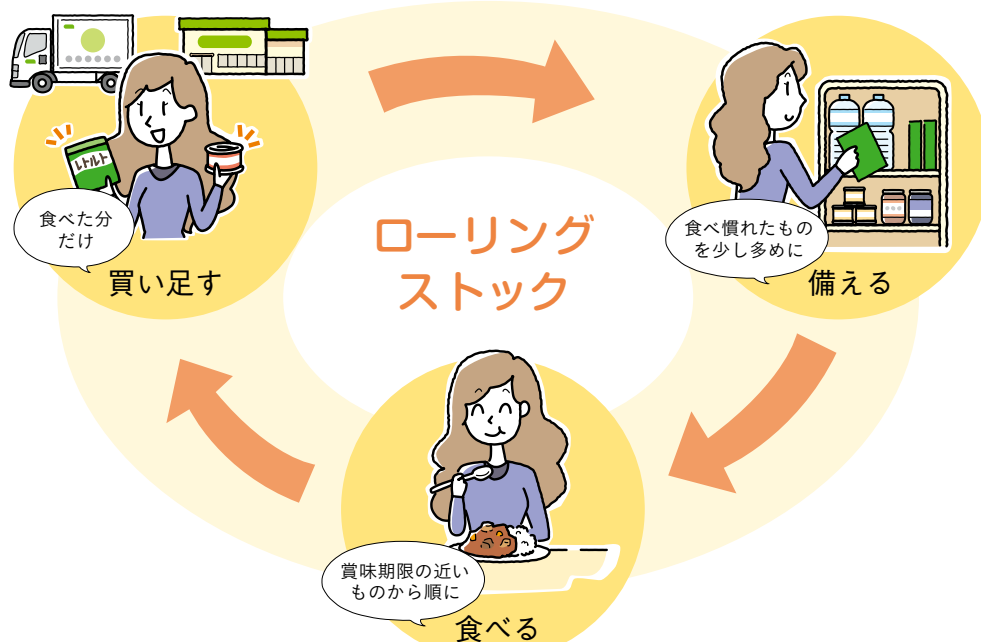 ローリング
ストック
食べ慣れたもの
を少し多めに
備える
賞味期限の近い
ものから順に
食べる
レトルト
食べた分
だけ
買い足す